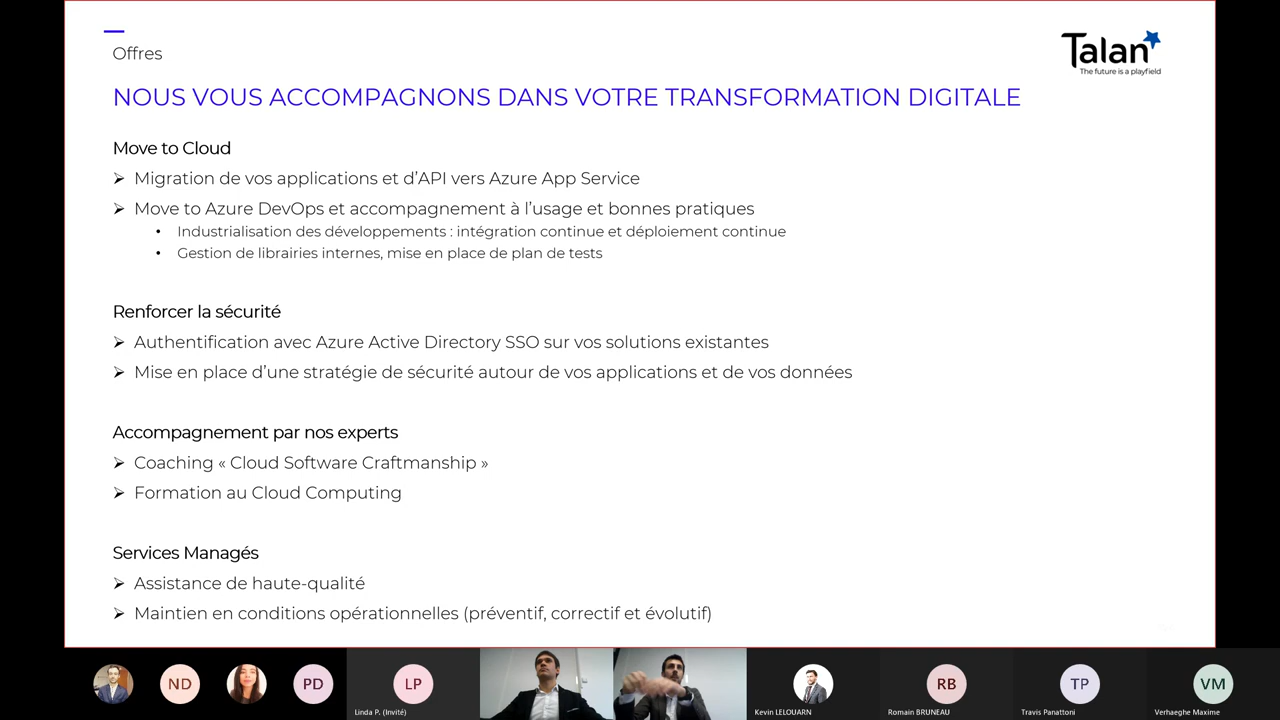 Offres
Talan
The future is a playfield
NOUS VOUS ACCOMPAGNONS DANS VOTRE TRANSFORMATION DIGITALE
Move to Cloud
Migration de vos applications et d’API vers Azure App Service
Move to Azure DevOps et accompagnement à l’usage et bonnes pratiques
Industrialisation des développements : intégration continue et déploiement continue
Gestion de librairies internes, mise en place de plan de tests
Renforcer la sécurité
Authentification avec Azure Active Directory SSO sur vos solutions existantes
Mise en place d’une stratégie de sécurité autour de vos applications et de vos données
Accompagnement par nos experts
Coaching « Cloud Software Craftmanship »
Formation au Cloud Computing
Services Managés
Assistance de haute-qualité
Maintien en conditions opérationnelles (préventif, correctif et évolutif)
ND
PD
LP
RB
TP
VM
Linda P. (Invité)
Kevin LELOUARN
Romain BRUNEAU
Travis Panattoni
Verhaeghe Maxime